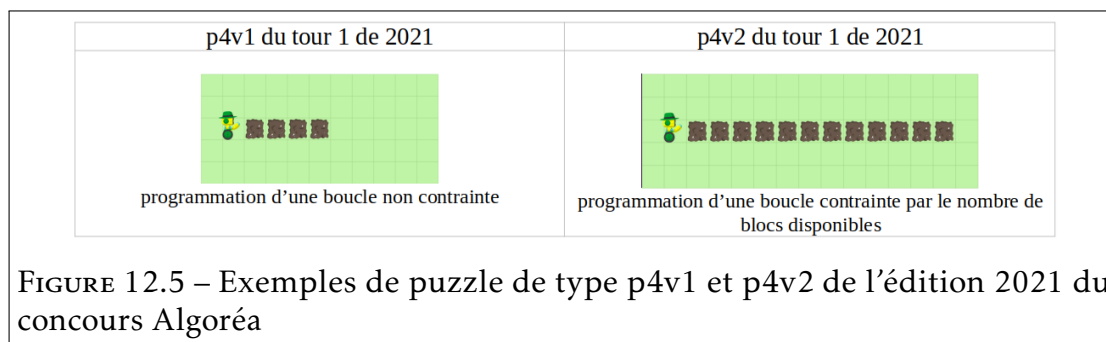 p4v1 du tour 1 de 2021
p4v2 du tour 1 de 2021
programmation d'une boucle non contrainte
programmation d'une boucle contrainte par le nombre de
blocs disponibles
FIGURE 12.5 – Exemples de puzzle de type p4v1 et p4v2 de l'édition 2021 du
concours Algoréa